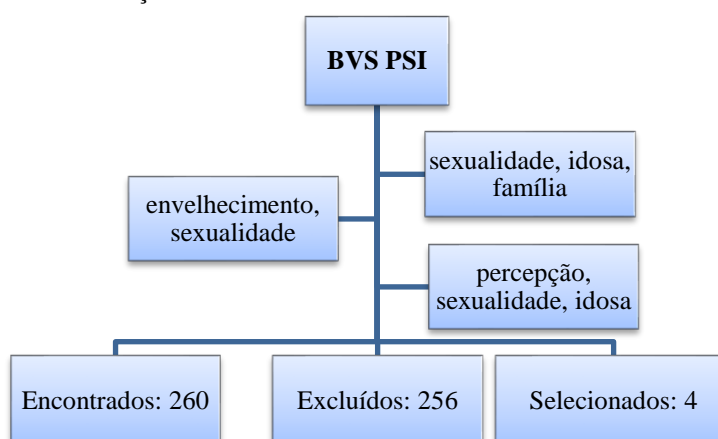 BVS PSI
sexualidade, idosa,
família
envelhecimento,
sexualidade
percepção,
sexualidade, idosa
Encontrados: 260
Excluídos: 256
Selecionados: 4